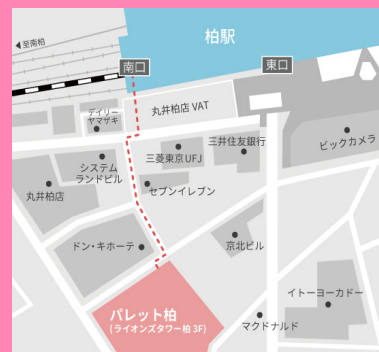 柏駅
◀至南柏
南口
東口
デイリー
ヤマザキ
丸井柏店 VAT
三井住友銀行
ビックカメラ
三菱東京UFJ
システム
ランドビル
丸井柏店
セブンイレブン
ドン・キホーテ
京北ビル
イトーヨーカドー
パレット柏
(ライオンズタワー柏 3F)
マクドナルド